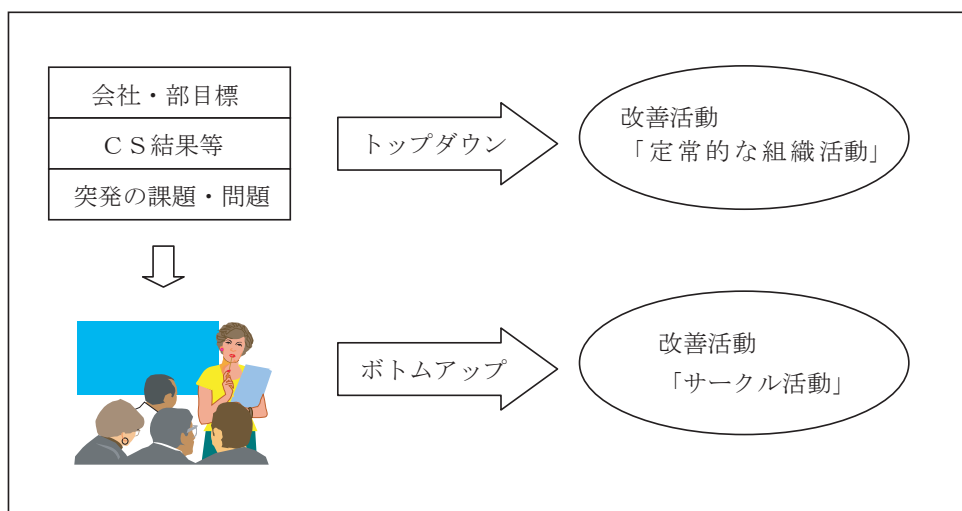 会社・部目標
ＣＳ結果等
突発の課題・問題
トップダウン
改善活動
「定常的な組織活動」
ボトムアップ
改善活動
「サークル活動」